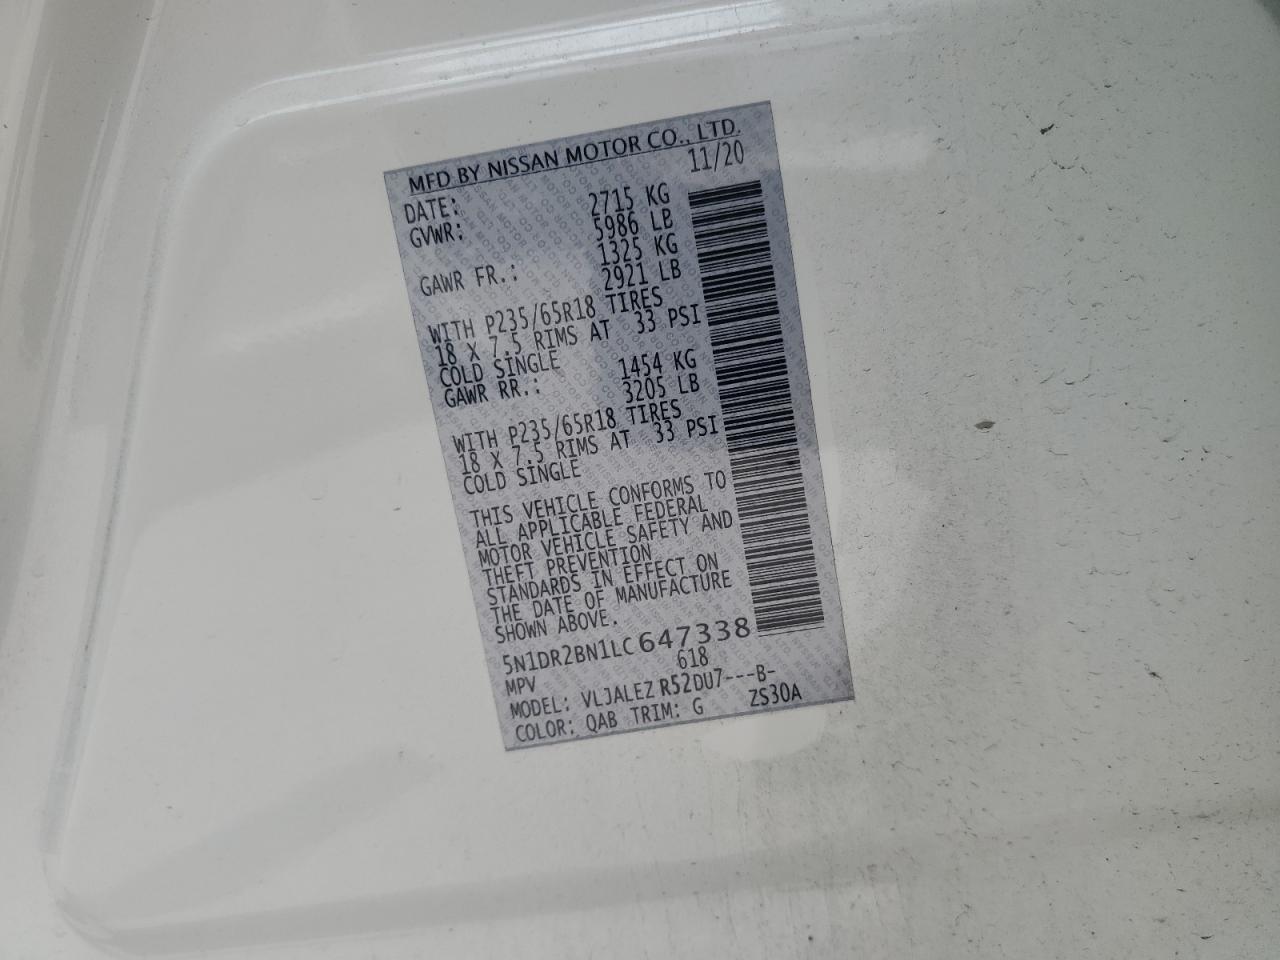 MFD BY NISSAN MOTOR CO., LTD.
DATE: 11/20
GVWR: 2715 KG
5986 LB
GAWR FR.: 1325 KG
2921 LB
WITH P235/65R18 TIRES
18 X 7.5 RIMS AT 33 PSI
COLD SINGLE
GAWR RR.: 1454 KG
3205 LB
WITH P235/65R18 TIRES
18 X 7.5 RIMS AT 33 PSI
COLD SINGLE
THIS VEHICLE CONFORMS TO
ALL APPLICABLE FEDERAL
MOTOR VEHICLE SAFETY AND
THEFT PREVENTION
STANDARDS IN EFFECT ON
THE DATE OF MANUFACTURE
SHOWN ABOVE.
5N1DR2BN1LC647338
MPV 618
MODEL: VLJALEZ R52DU7---B-
COLOR: QAB TRIM: G ZS30A